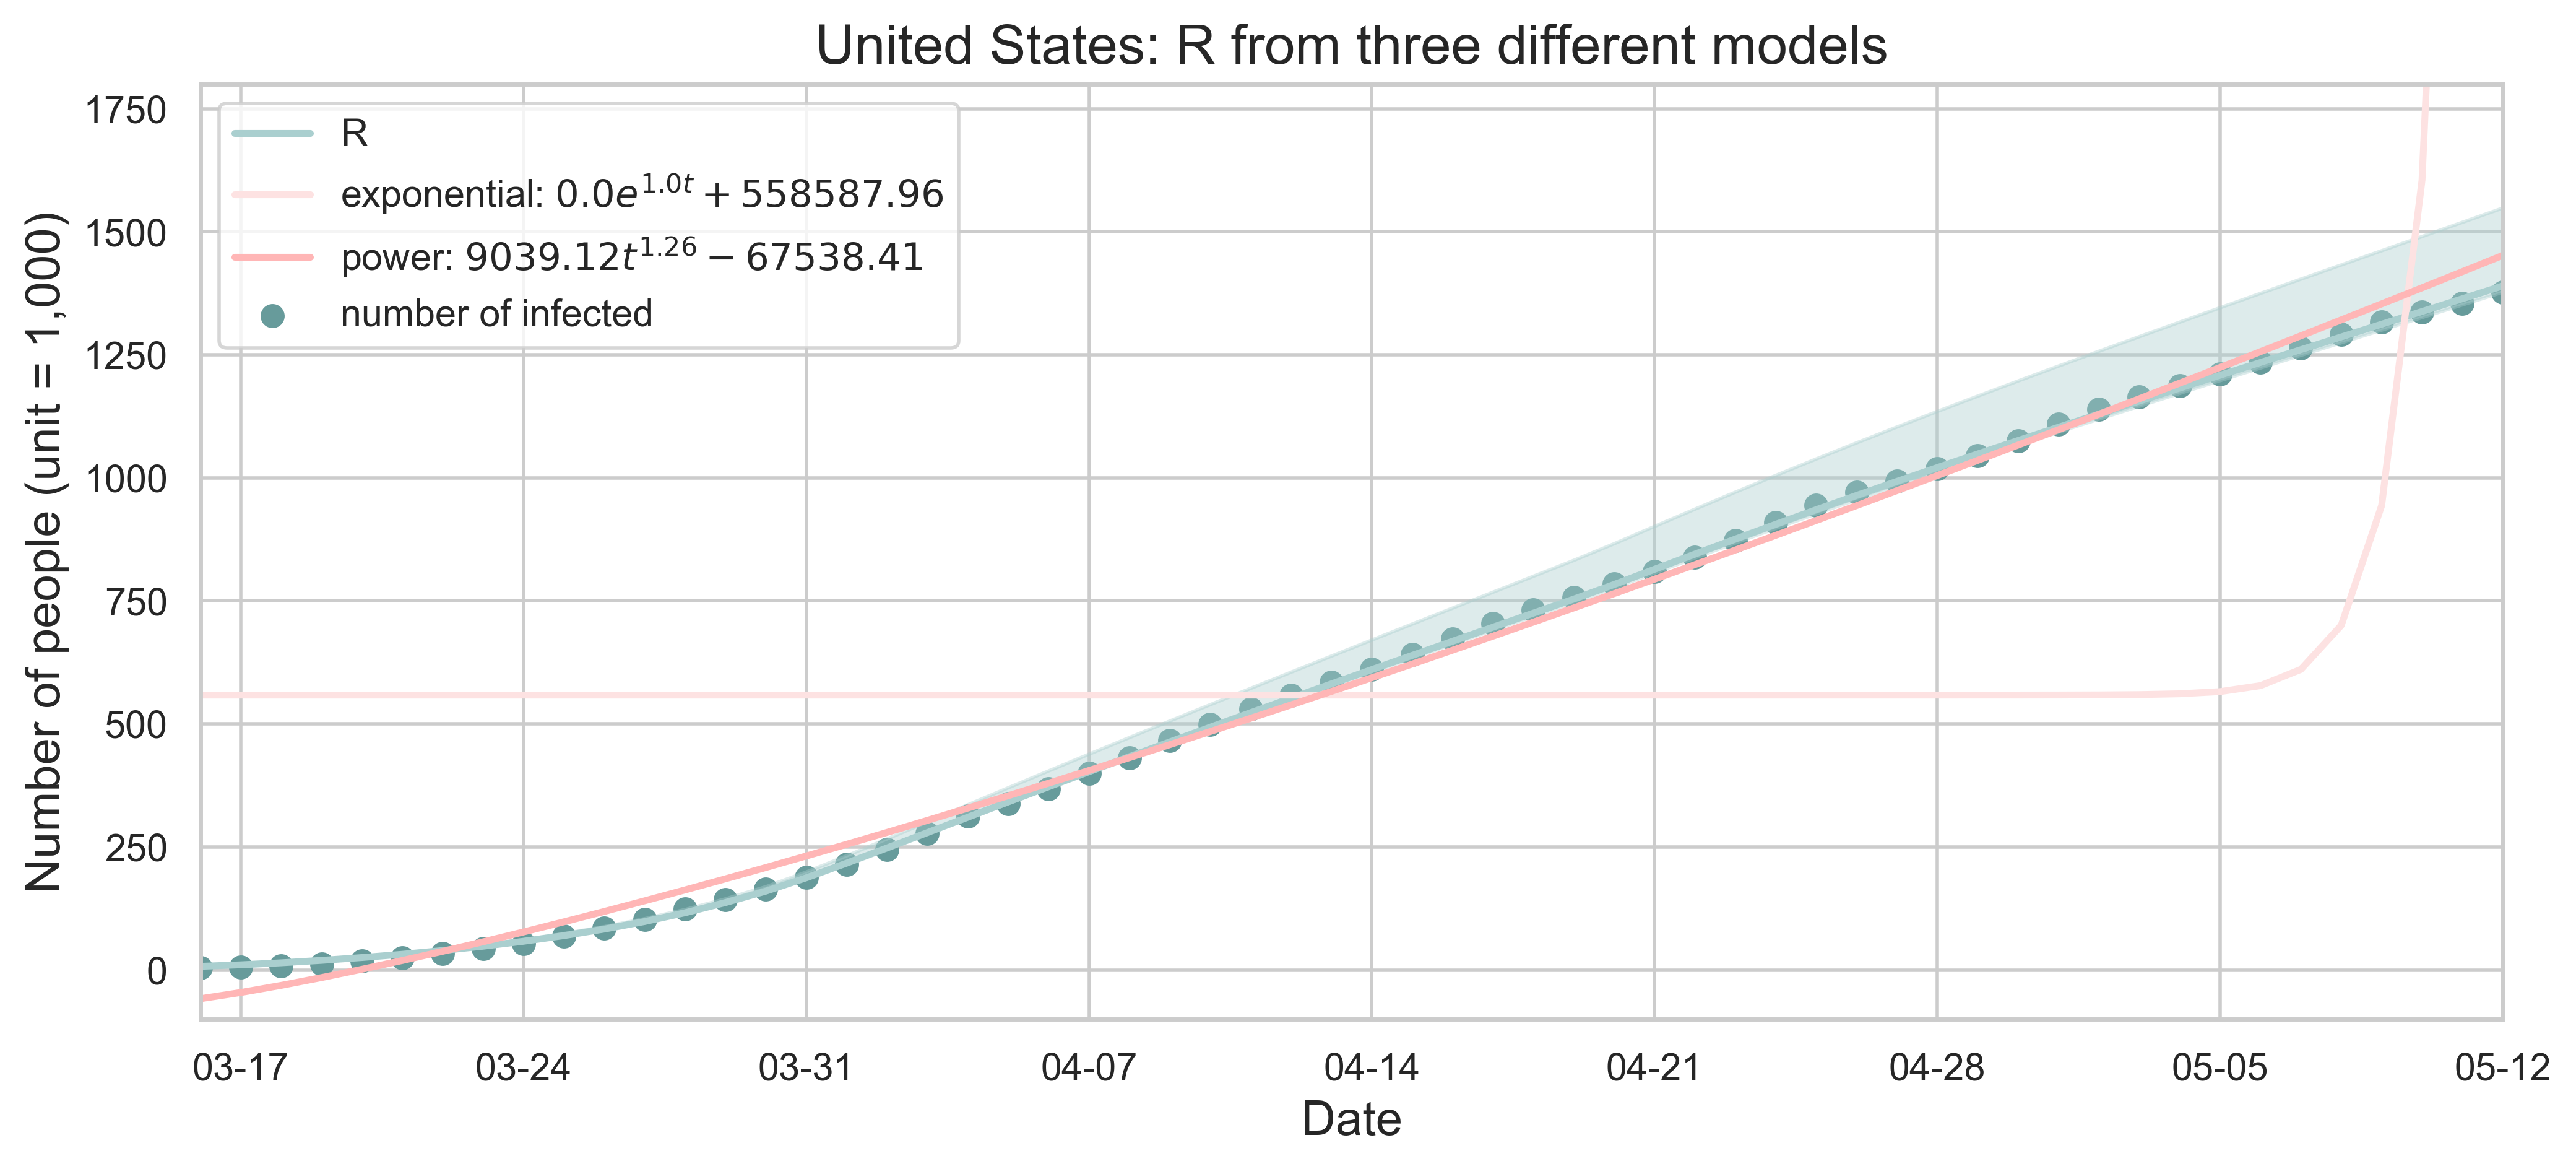 United States: R from three different models
Number of people (unit = 1,000)
1750
1500
1250
1000
750
500
250
0
R
exponential: 0.0e^{1.0t} + 558587.96
power: 9039.12t^{1.26} − 67538.41
number of infected
03-17 03-24 03-31 04-07 04-14 04-21 04-28 05-05 05-12
Date